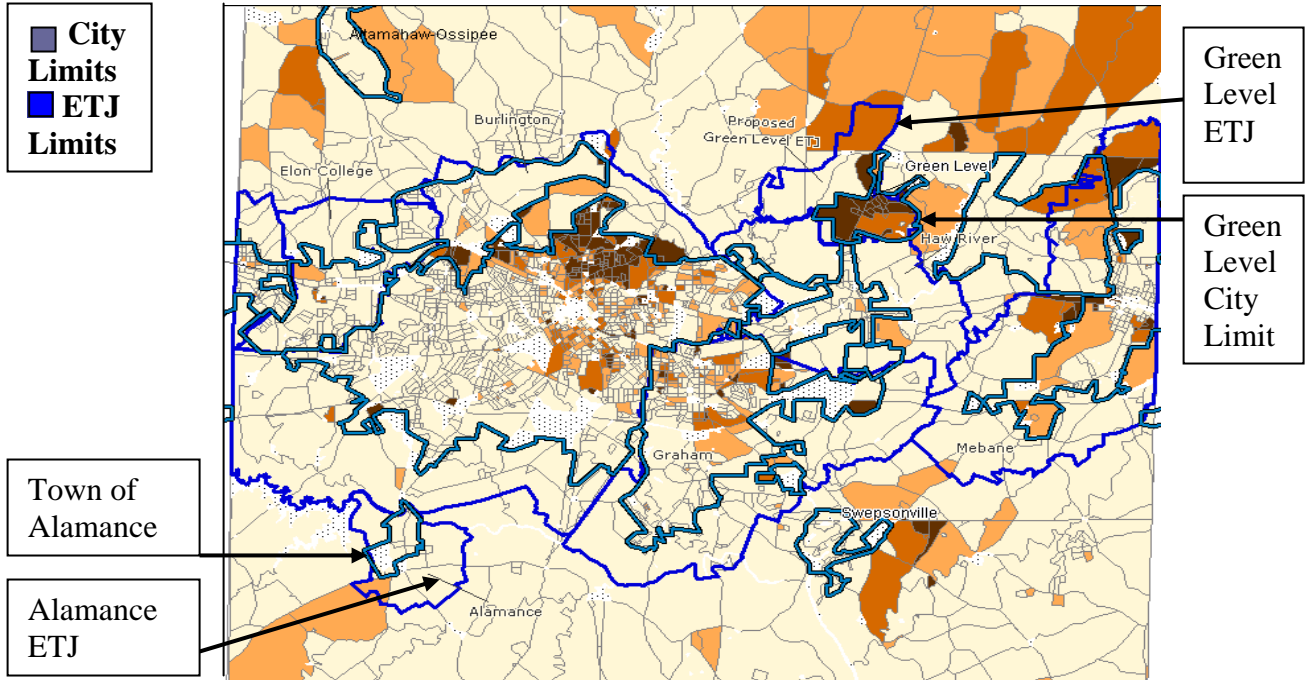 City
Limits
ETJ
Limits
Altamahaw-Ossipee
Burlington
Proposed
Green Level ETJ
Elon College
Green Level
Haw River
Green
Level
ETJ
Green
Level
City
Limit
Graham
Mebane
Swepsonville
Town of
Alamance
Alamance
Alamance
ETJ